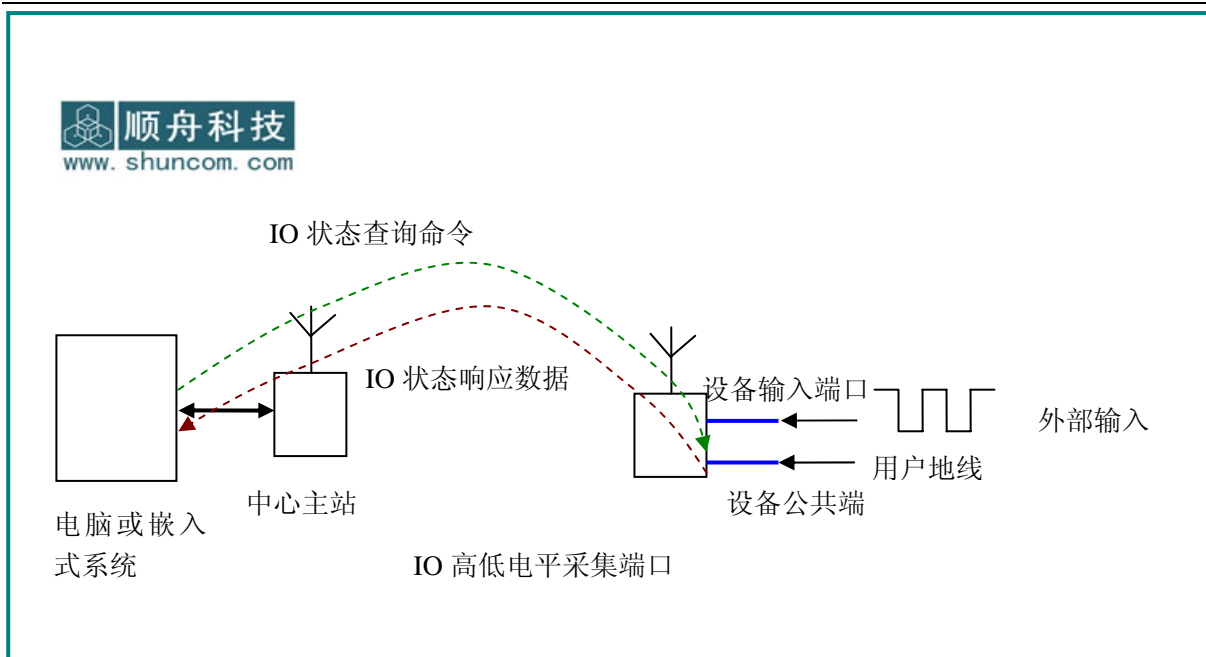 顺舟科技
www. shuncom. com
IO 状态查询命令
IO 状态响应数据
设备输入端口
外部输入
用户地线
中心主站
设备公共端
电脑或嵌入
式系统
IO 高低电平采集端口